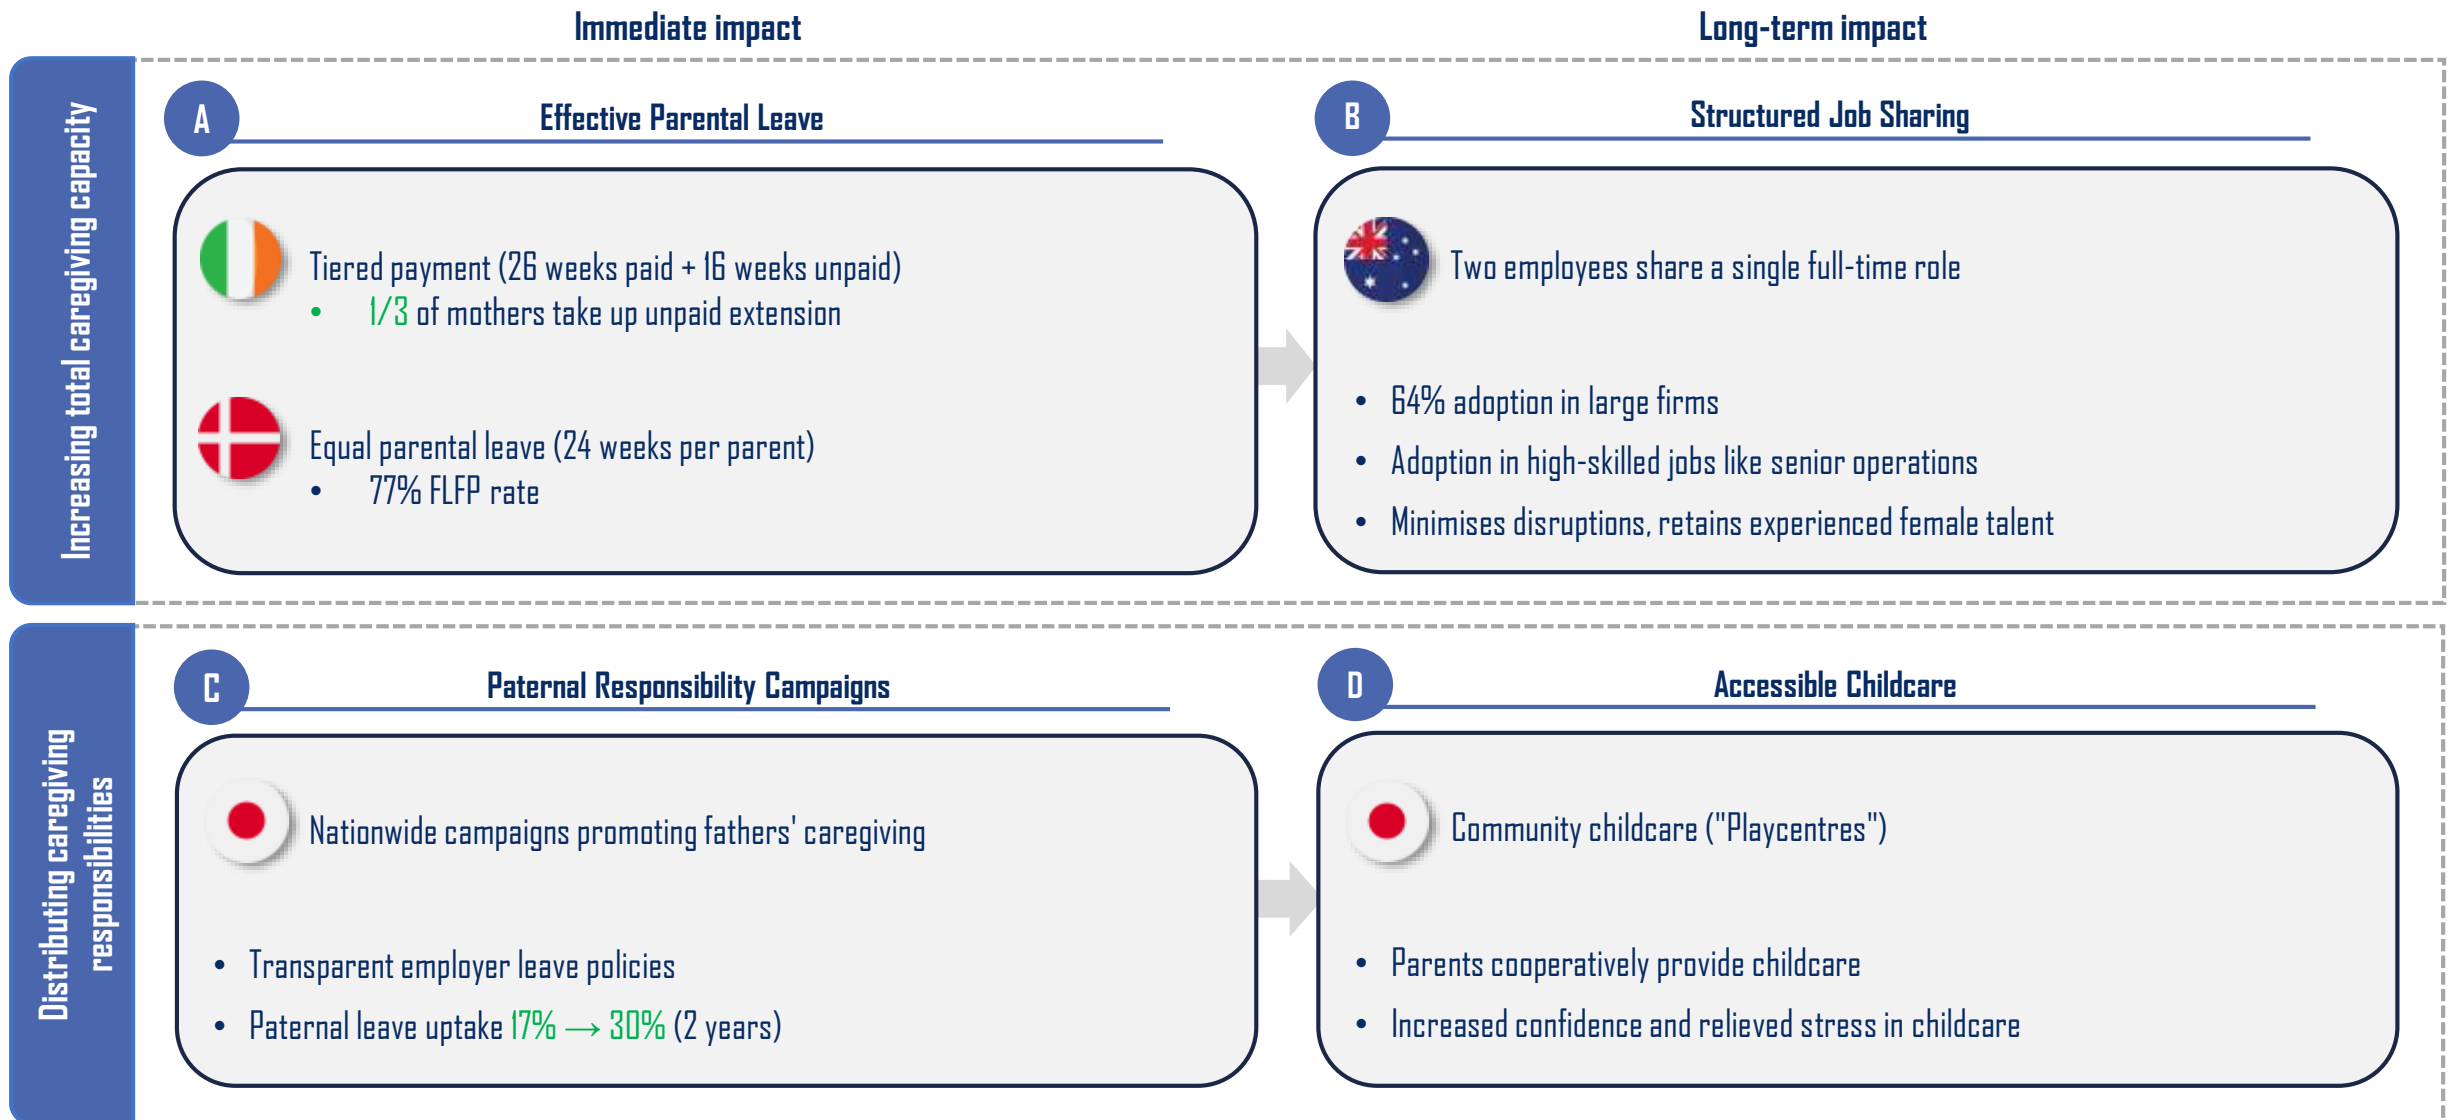 Immediate impact
Long-term impact
Increasing total caregiving capacity
A
Effective Parental Leave
Tiered payment (26 weeks paid + 16 weeks unpaid)
• 1/3 of mothers take up unpaid extension
Equal parental leave (24 weeks per parent)
• 77% FLFP rate
B
Structured Job Sharing
Two employees share a single full-time role
• 64% adoption in large firms
• Adoption in high-skilled jobs like senior operations
• Minimises disruptions, retains experienced female talent
Distributing caregiving
responsibilities
C
Paternal Responsibility Campaigns
Nationwide campaigns promoting fathers' caregiving
• Transparent employer leave policies
• Paternal leave uptake 17% → 30% (2 years)
D
Accessible Childcare
Community childcare ("Playcentres")
• Parents cooperatively provide childcare
• Increased confidence and relieved stress in childcare